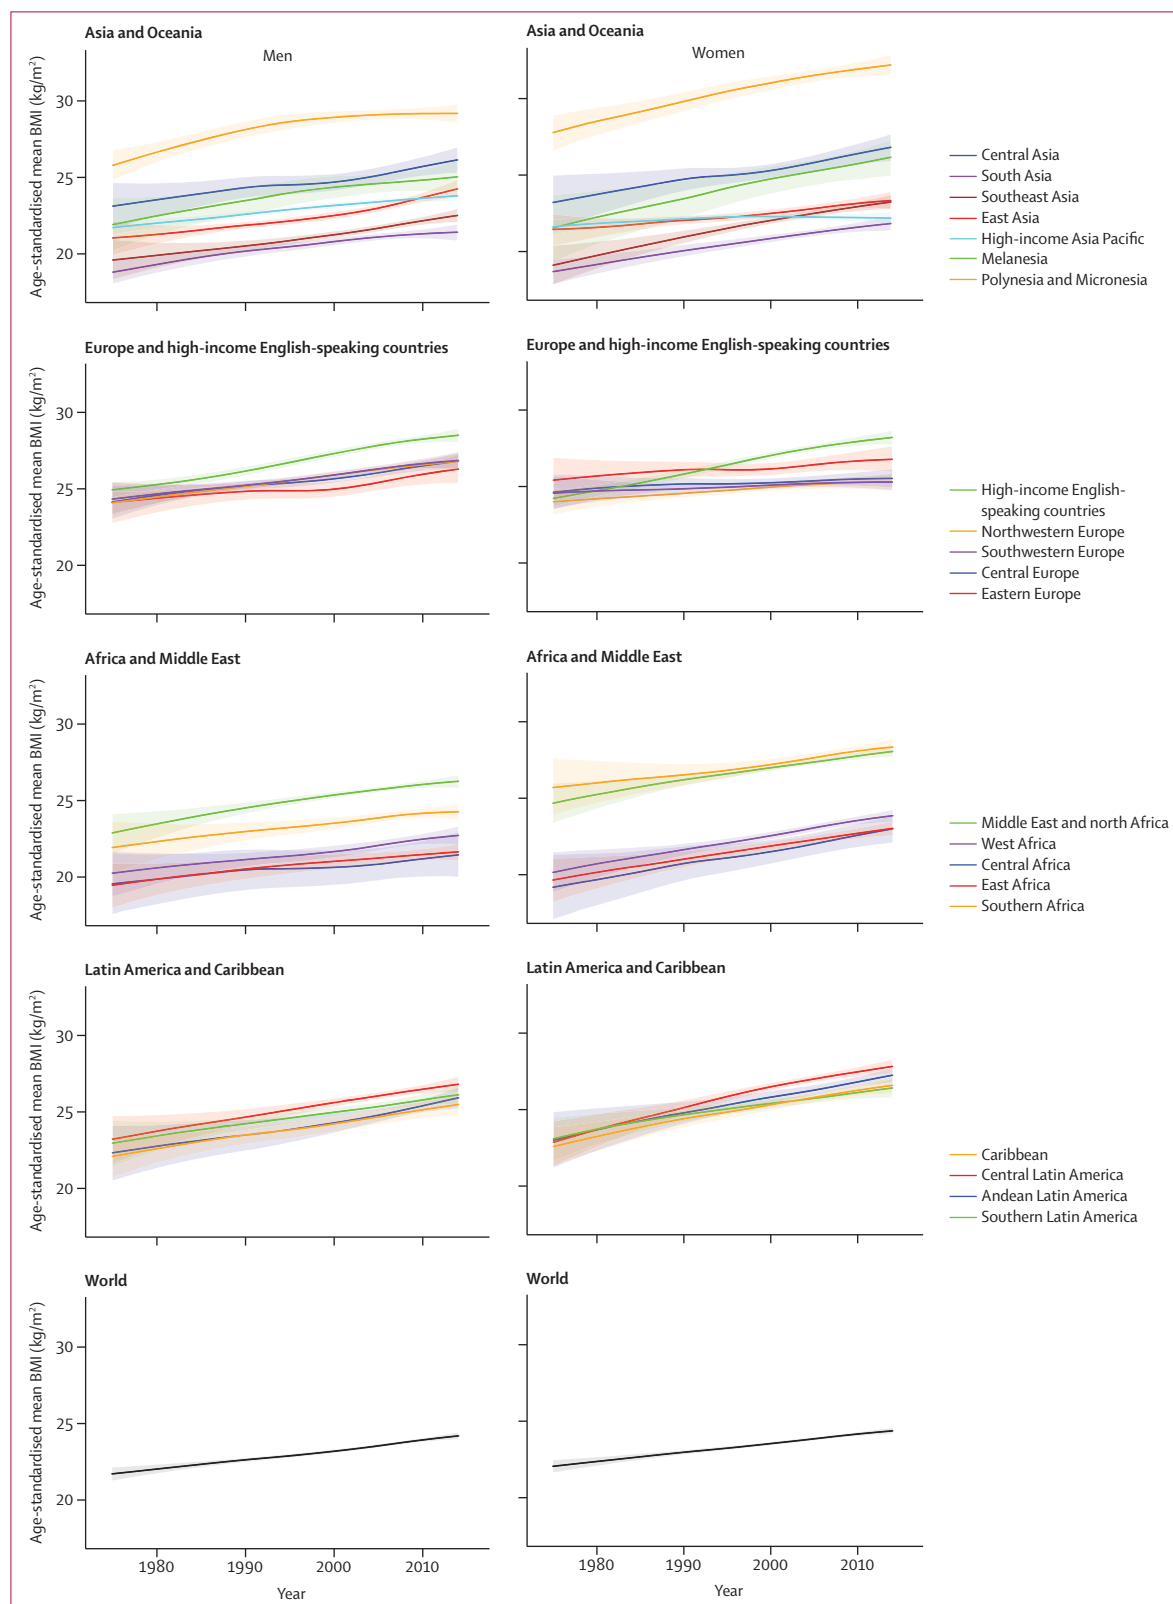 Asia and Oceania
Asia and Oceania
Men
Women
Age-standardised mean BMI (kg/m²)
30
25
20
Central Asia
South Asia
Southeast Asia
East Asia
High-income Asia Pacific
Melanesia
Polynesia and Micronesia
Europe and high-income English-speaking countries
Europe and high-income English-speaking countries
Age-standardised mean BMI (kg/m²)
30
25
20
High-income English-
speaking countries
Northwestern Europe
Southwestern Europe
Central Europe
Eastern Europe
Africa and Middle East
Africa and Middle East
Age-standardised mean BMI (kg/m²)
30
25
20
Middle East and north Africa
West Africa
Central Africa
East Africa
Southern Africa
Latin America and Caribbean
Latin America and Caribbean
Age-standardised mean BMI (kg/m²)
30
25
20
Caribbean
Central Latin America
Andean Latin America
Southern Latin America
World
World
Age-standardised mean BMI (kg/m²)
30
25
20
1980 1990 2000 2010
Year
1980 1990 2000 2010
Year